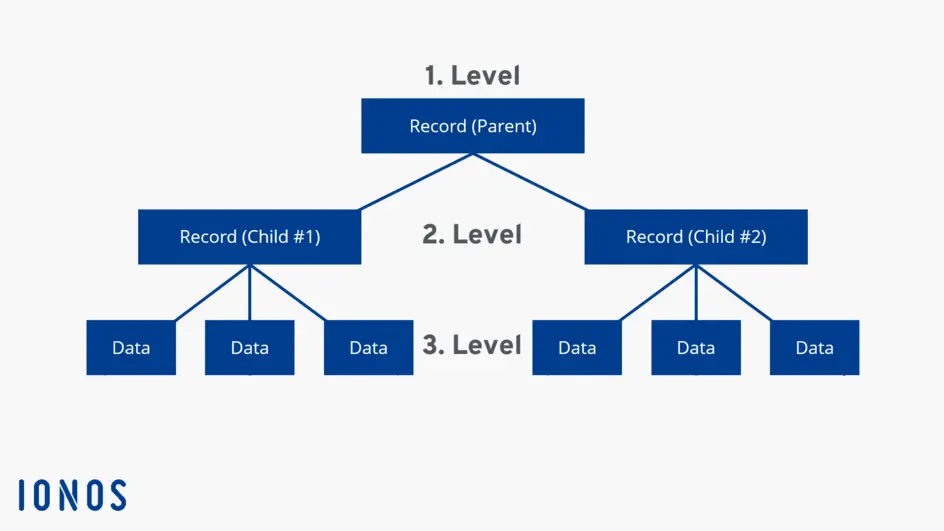 1. Level
Record (Parent)
Record (Child #1)
2. Level
Record (Child #2)
Data
Data
Data
3. Level
Data
Data
Data
IONOS